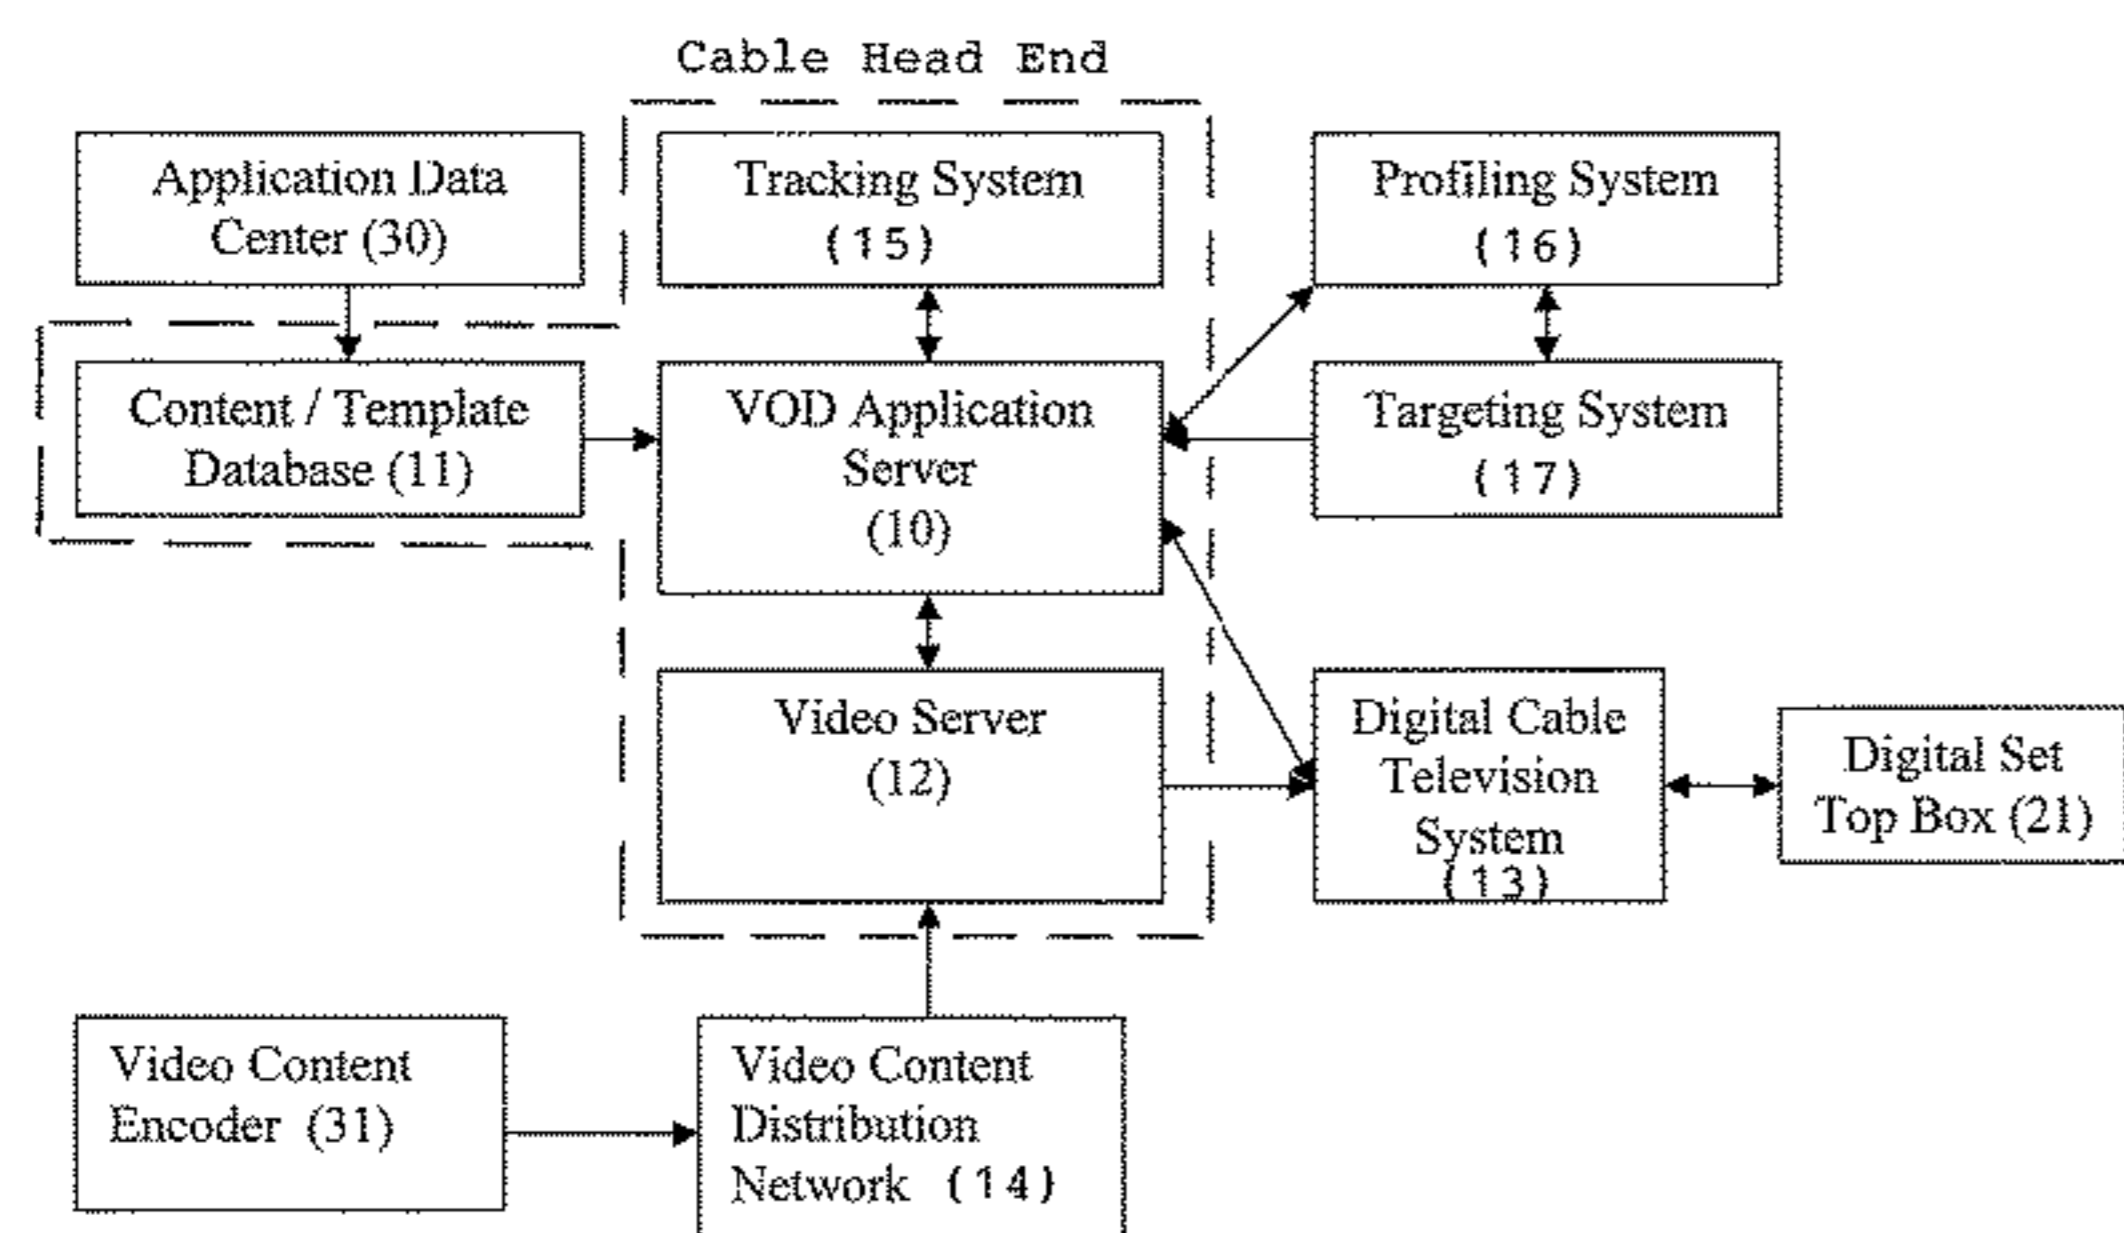 Cable Head End
Application Data
Center (30)
Tracking System
(15)
Profiling System
(16)
Content / Template
Database (11)
VOD Application
Server
(10)
Targeting System
(17)
Video Server
(12)
Digital Cable
Television
System
(13)
Digital Set
Top Box (21)
Video Content
Encoder (31)
Video Content
Distribution
Network (14)